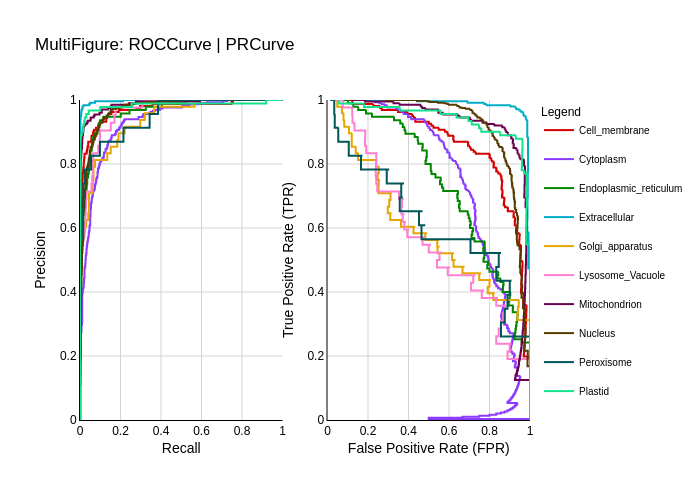 MultiFigure: ROCCurve | PRCurve
1
0.8
0.6
0.4
0.2
0
0
0.2
0.4
0.6
0.8
1
Recall
Precision
1
0.8
0.6
0.4
0.2
0
0
0.2
0.4
0.6
0.8
1
False Positive Rate (FPR)
True Positive Rate (TPR)
Legend
Cell_membrane
Cytoplasm
Endoplasmic_reticulum
Extracellular
Golgi_apparatus
Lysosome_Vacuole
Mitochondrion
Nucleus
Peroxisome
Plastid